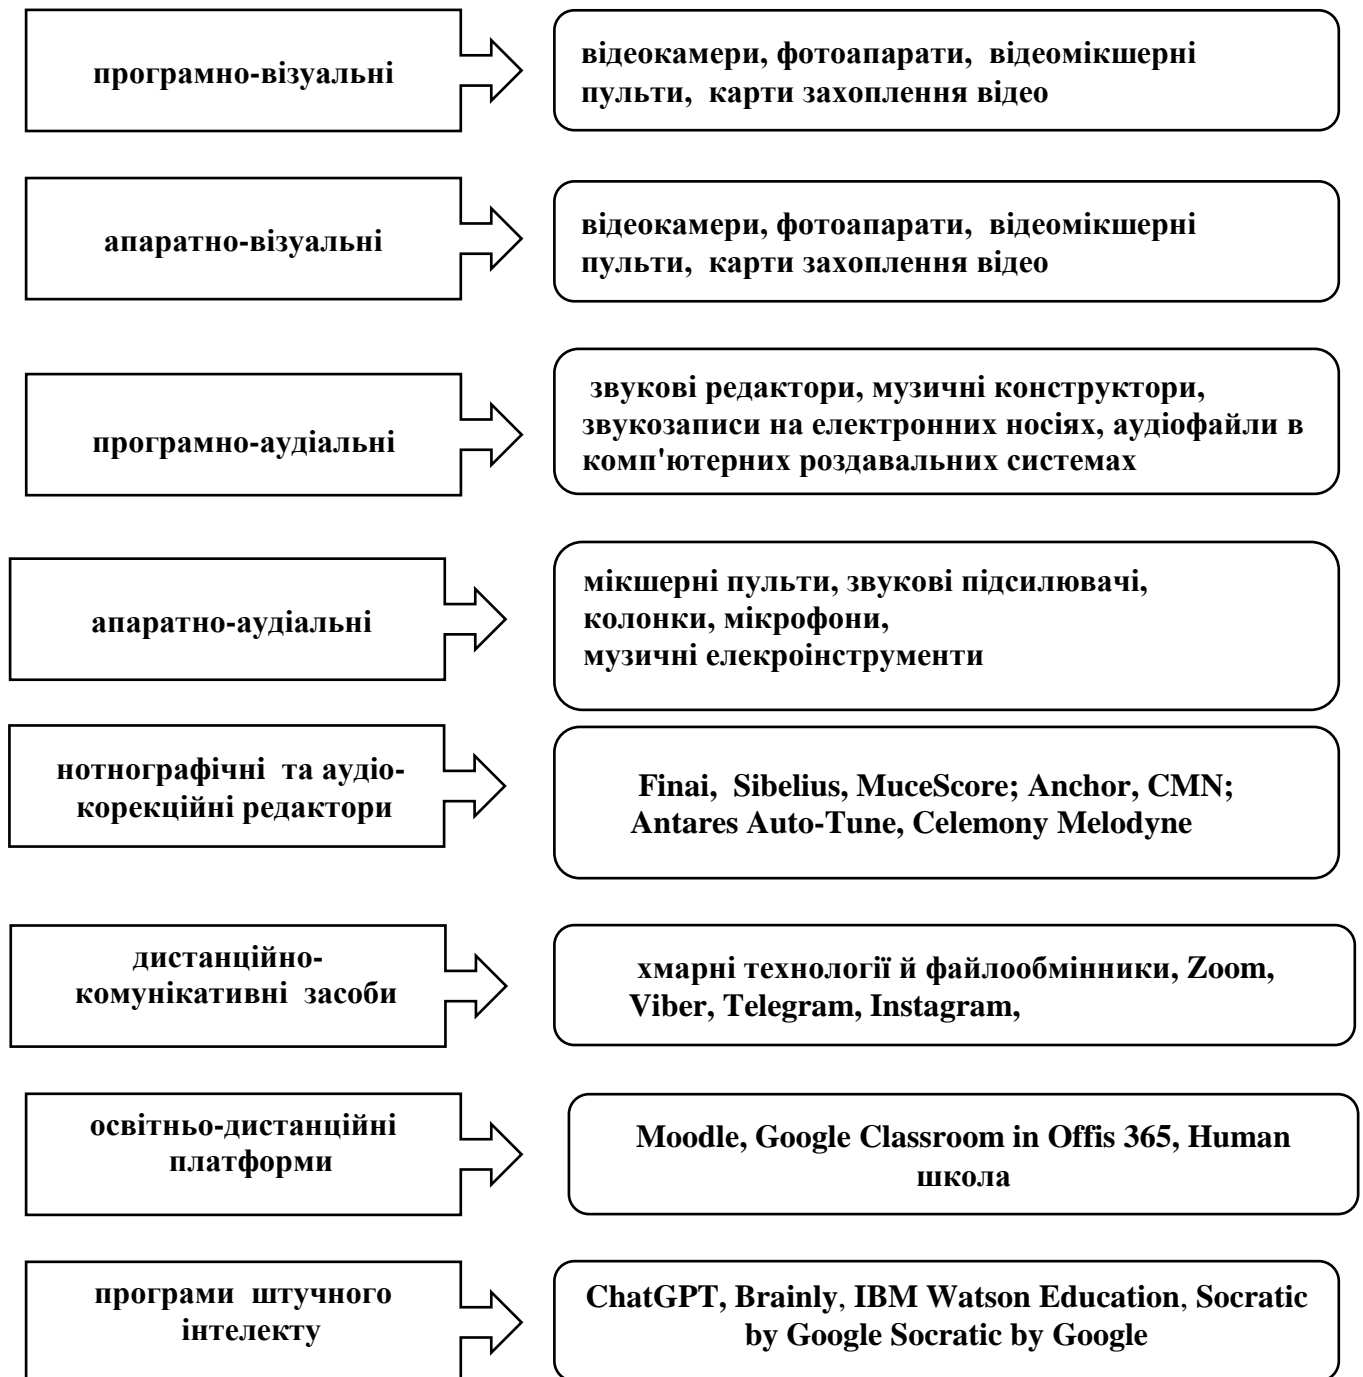 програмно-візуальні
відеокамери, фотоапарати, відеомікшерні
пульти, карти захоплення відео
апаратно-візуальні
відеокамери, фотоапарати, відеомікшерні
пульти, карти захоплення відео
програмно-аудіальні
звукові редактори, музичні конструктори,
звукозаписи на електронних носіях, аудіофайли в
комп'ютерних роздавальних системах
апаратно-аудіальні
мікшерні пульти, звукові підсилювачі,
колонки, мікрофони,
музичні елекроінструменти
нотнографічні та аудіо-
корекційні редактори
Finai, Sibelius, MuceScore; Anchor, CMN;
Antares Auto-Tune, Celemony Melodyne
дистанційно-
комунікативні засоби
хмарні технології й файлообмінники, Zoom,
Viber, Telegram, Instagram,
освітньо-дистанційні
платформи
Moodle, Google Classroom in Offis 365, Human
школа
програми штучного
інтелекту
ChatGPT, Brainly, IBM Watson Education, Socratic
by Google Socratic by Google